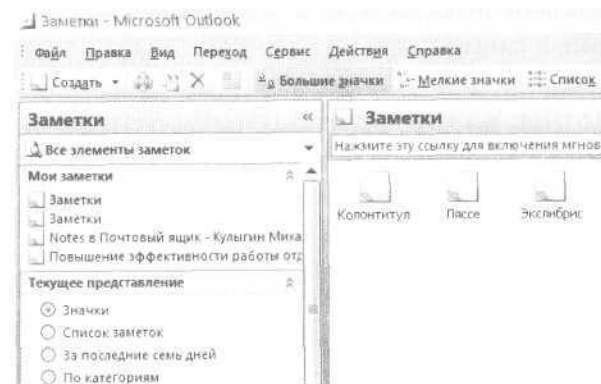 Заметки - Microsoft Outlook
Файл Правка Вид Переход Сервис Действия Справка
Создать Большие значки Мелкие значки Список
Заметки «
Все элементы заметок
Мои заметки
Заметки
Заметки
Notes в Почтовый ящик - Кулыгин Миха
Повышение эффективности работы отд
Текущее представление
Значки
Список заметок
За последние семь дней
По категориям
Заметки
Нажмите эту ссылку для включения мгнов
Колонтитул Ляссе Экслибрис